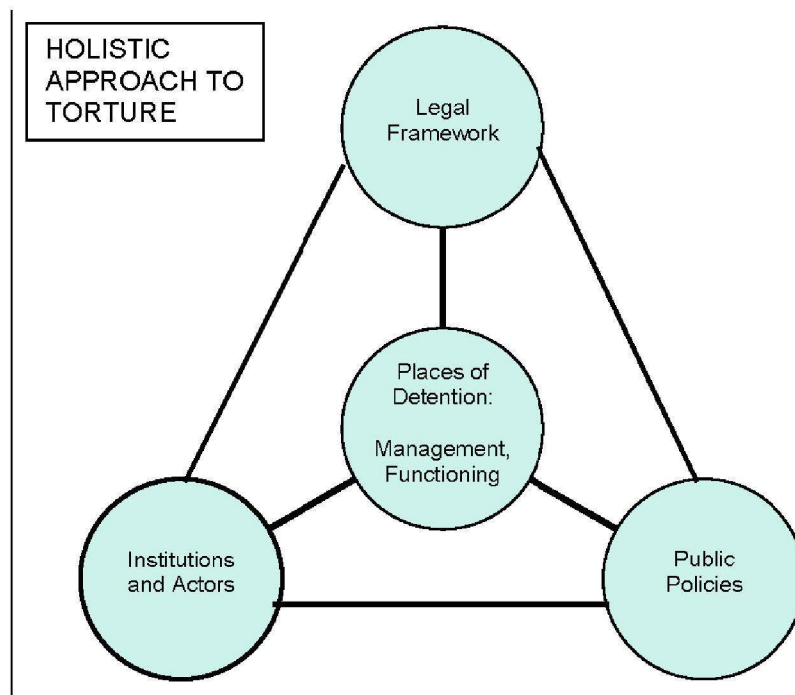 HOLISTIC
APPROACH TO
TORTURE
Legal
Framework
Places of
Detention:
Management,
Functioning
Institutions
and Actors
Public
Policies